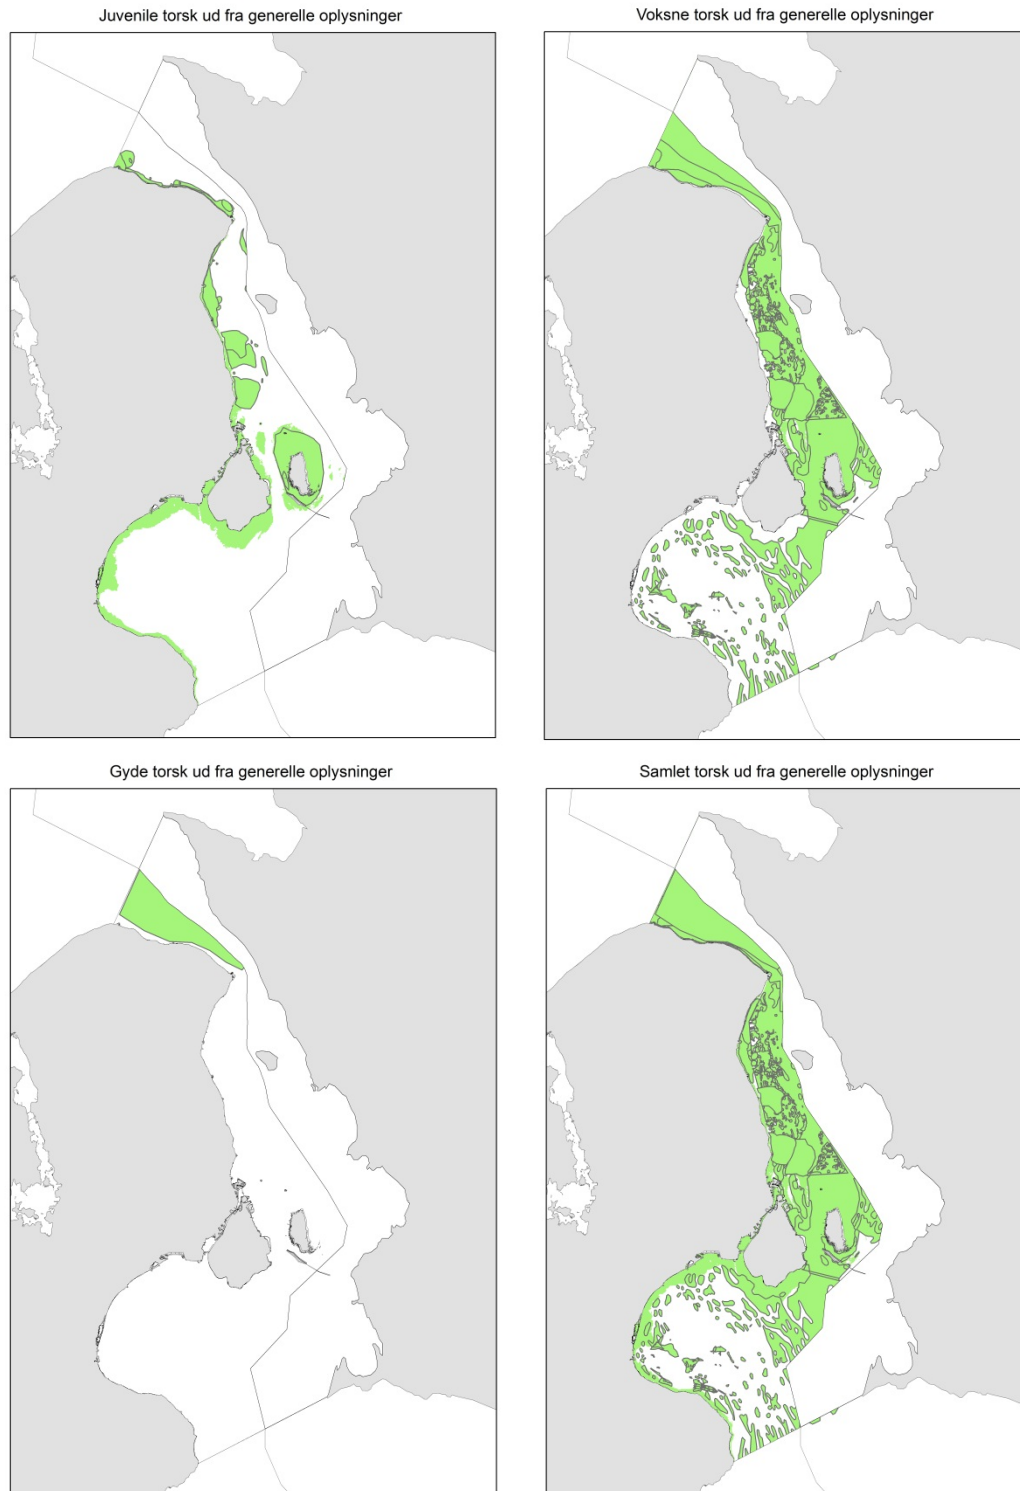 Juvenile torsk ud fra generelle oplysninger
Voksne torsk ud fra generelle oplysninger
Gyde torsk ud fra generelle oplysninger
Samlet torsk ud fra generelle oplysninger